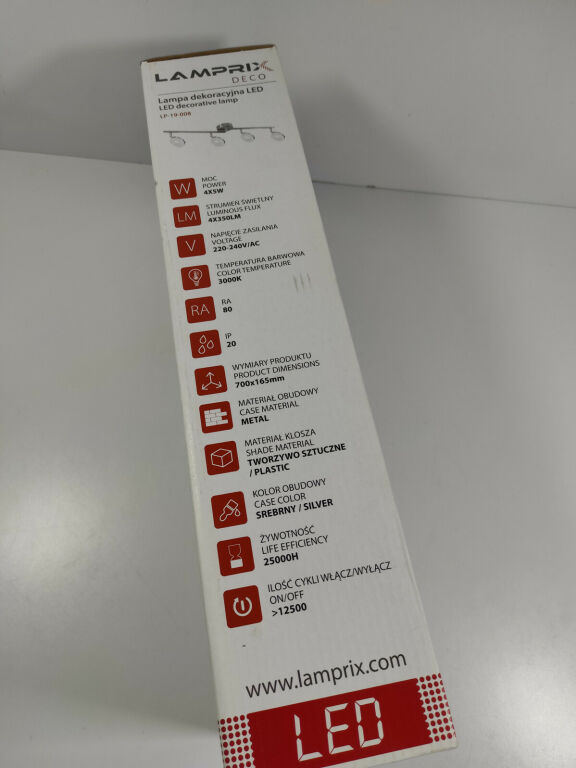 LAMPRIX
DECO
Lampa dekoracyjna LED
LED decorative lamp
LP-19-008
W
MOC
POWER
4X5W
LM
STRUMIEŃ ŚWIETLNY
LUMINOUS FLUX
4X350LM
V
NAPIĘCIE ZASILANIA
VOLTAGE
220-240V/AC
TEMPERATURA BARWOWA
COLOR TEMPERATURE
3000K
RA
RA
80
IP
20
WYMIARY PRODUKTU
PRODUCT DIMENSIONS
700x165mm
MATERIAŁ OBUDOWY
CASE MATERIAL
METAL
MATERIAŁ KLOSZA
SHADE MATERIAL
TWORZYWO SZTUCZNE
/ PLASTIC
KOLOR OBUDOWY
CASE COLOR
SREBRNY / SILVER
ŻYWOTNOŚĆ
LIFE EFFICIENCY
25000H
ILOŚĆ CYKLI WŁĄCZ/WYŁĄCZ
ON/OFF
>12500
www.lamprix.com
LED